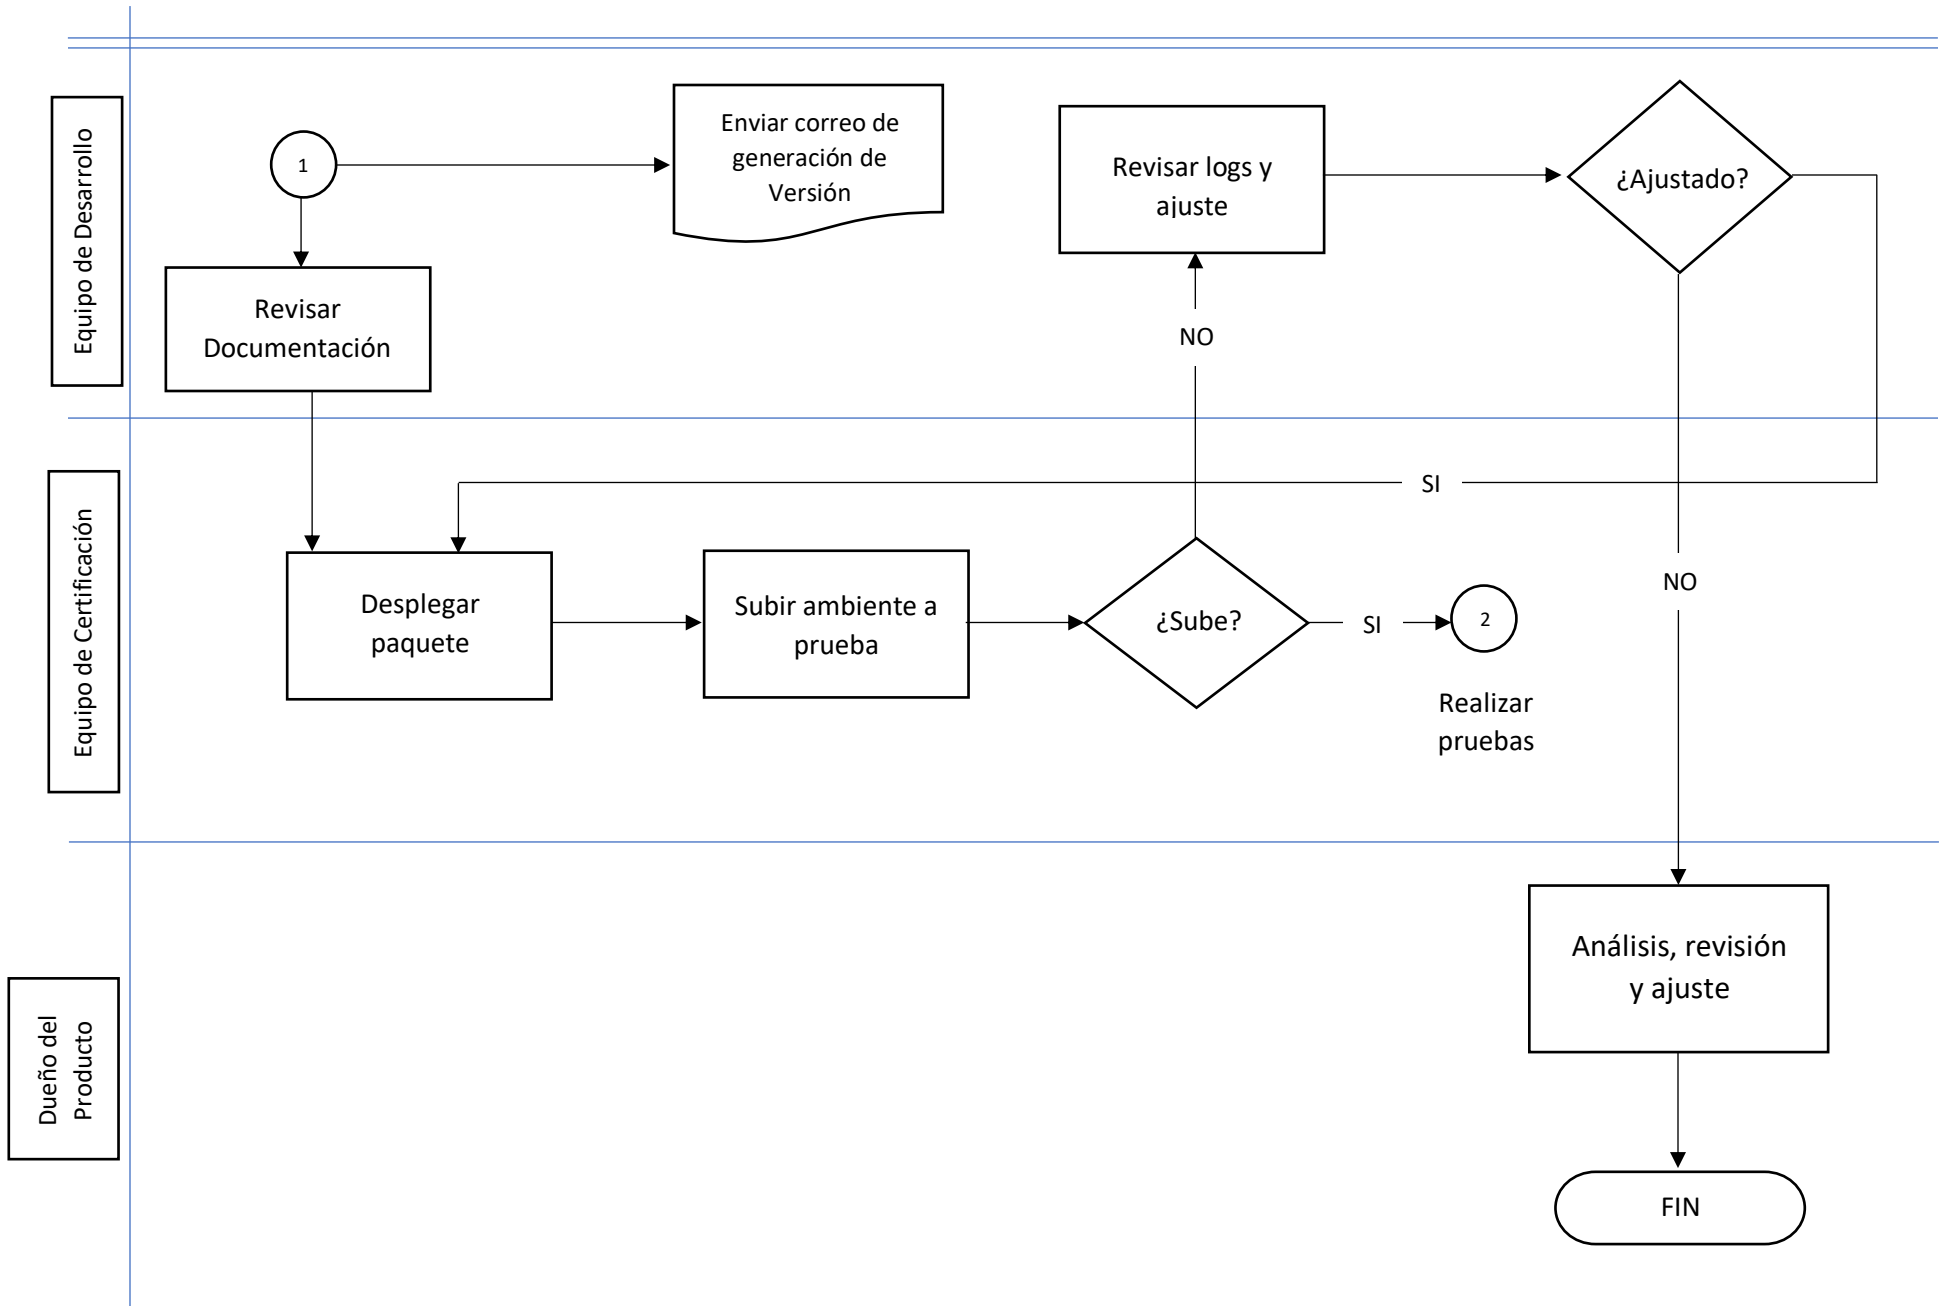 Equipo de Desarrollo
1
Enviar correo de
generación de
Versión
Revisar logs y
ajuste
¿Ajustado?
Revisar
Documentación
NO
Equipo de Certificación
SI
Desplegar
paquete
Subir ambiente a
prueba
¿Sube?
SI
2
NO
Realizar
pruebas
Dueño del
Producto
Análisis, revisión
y ajuste
FIN